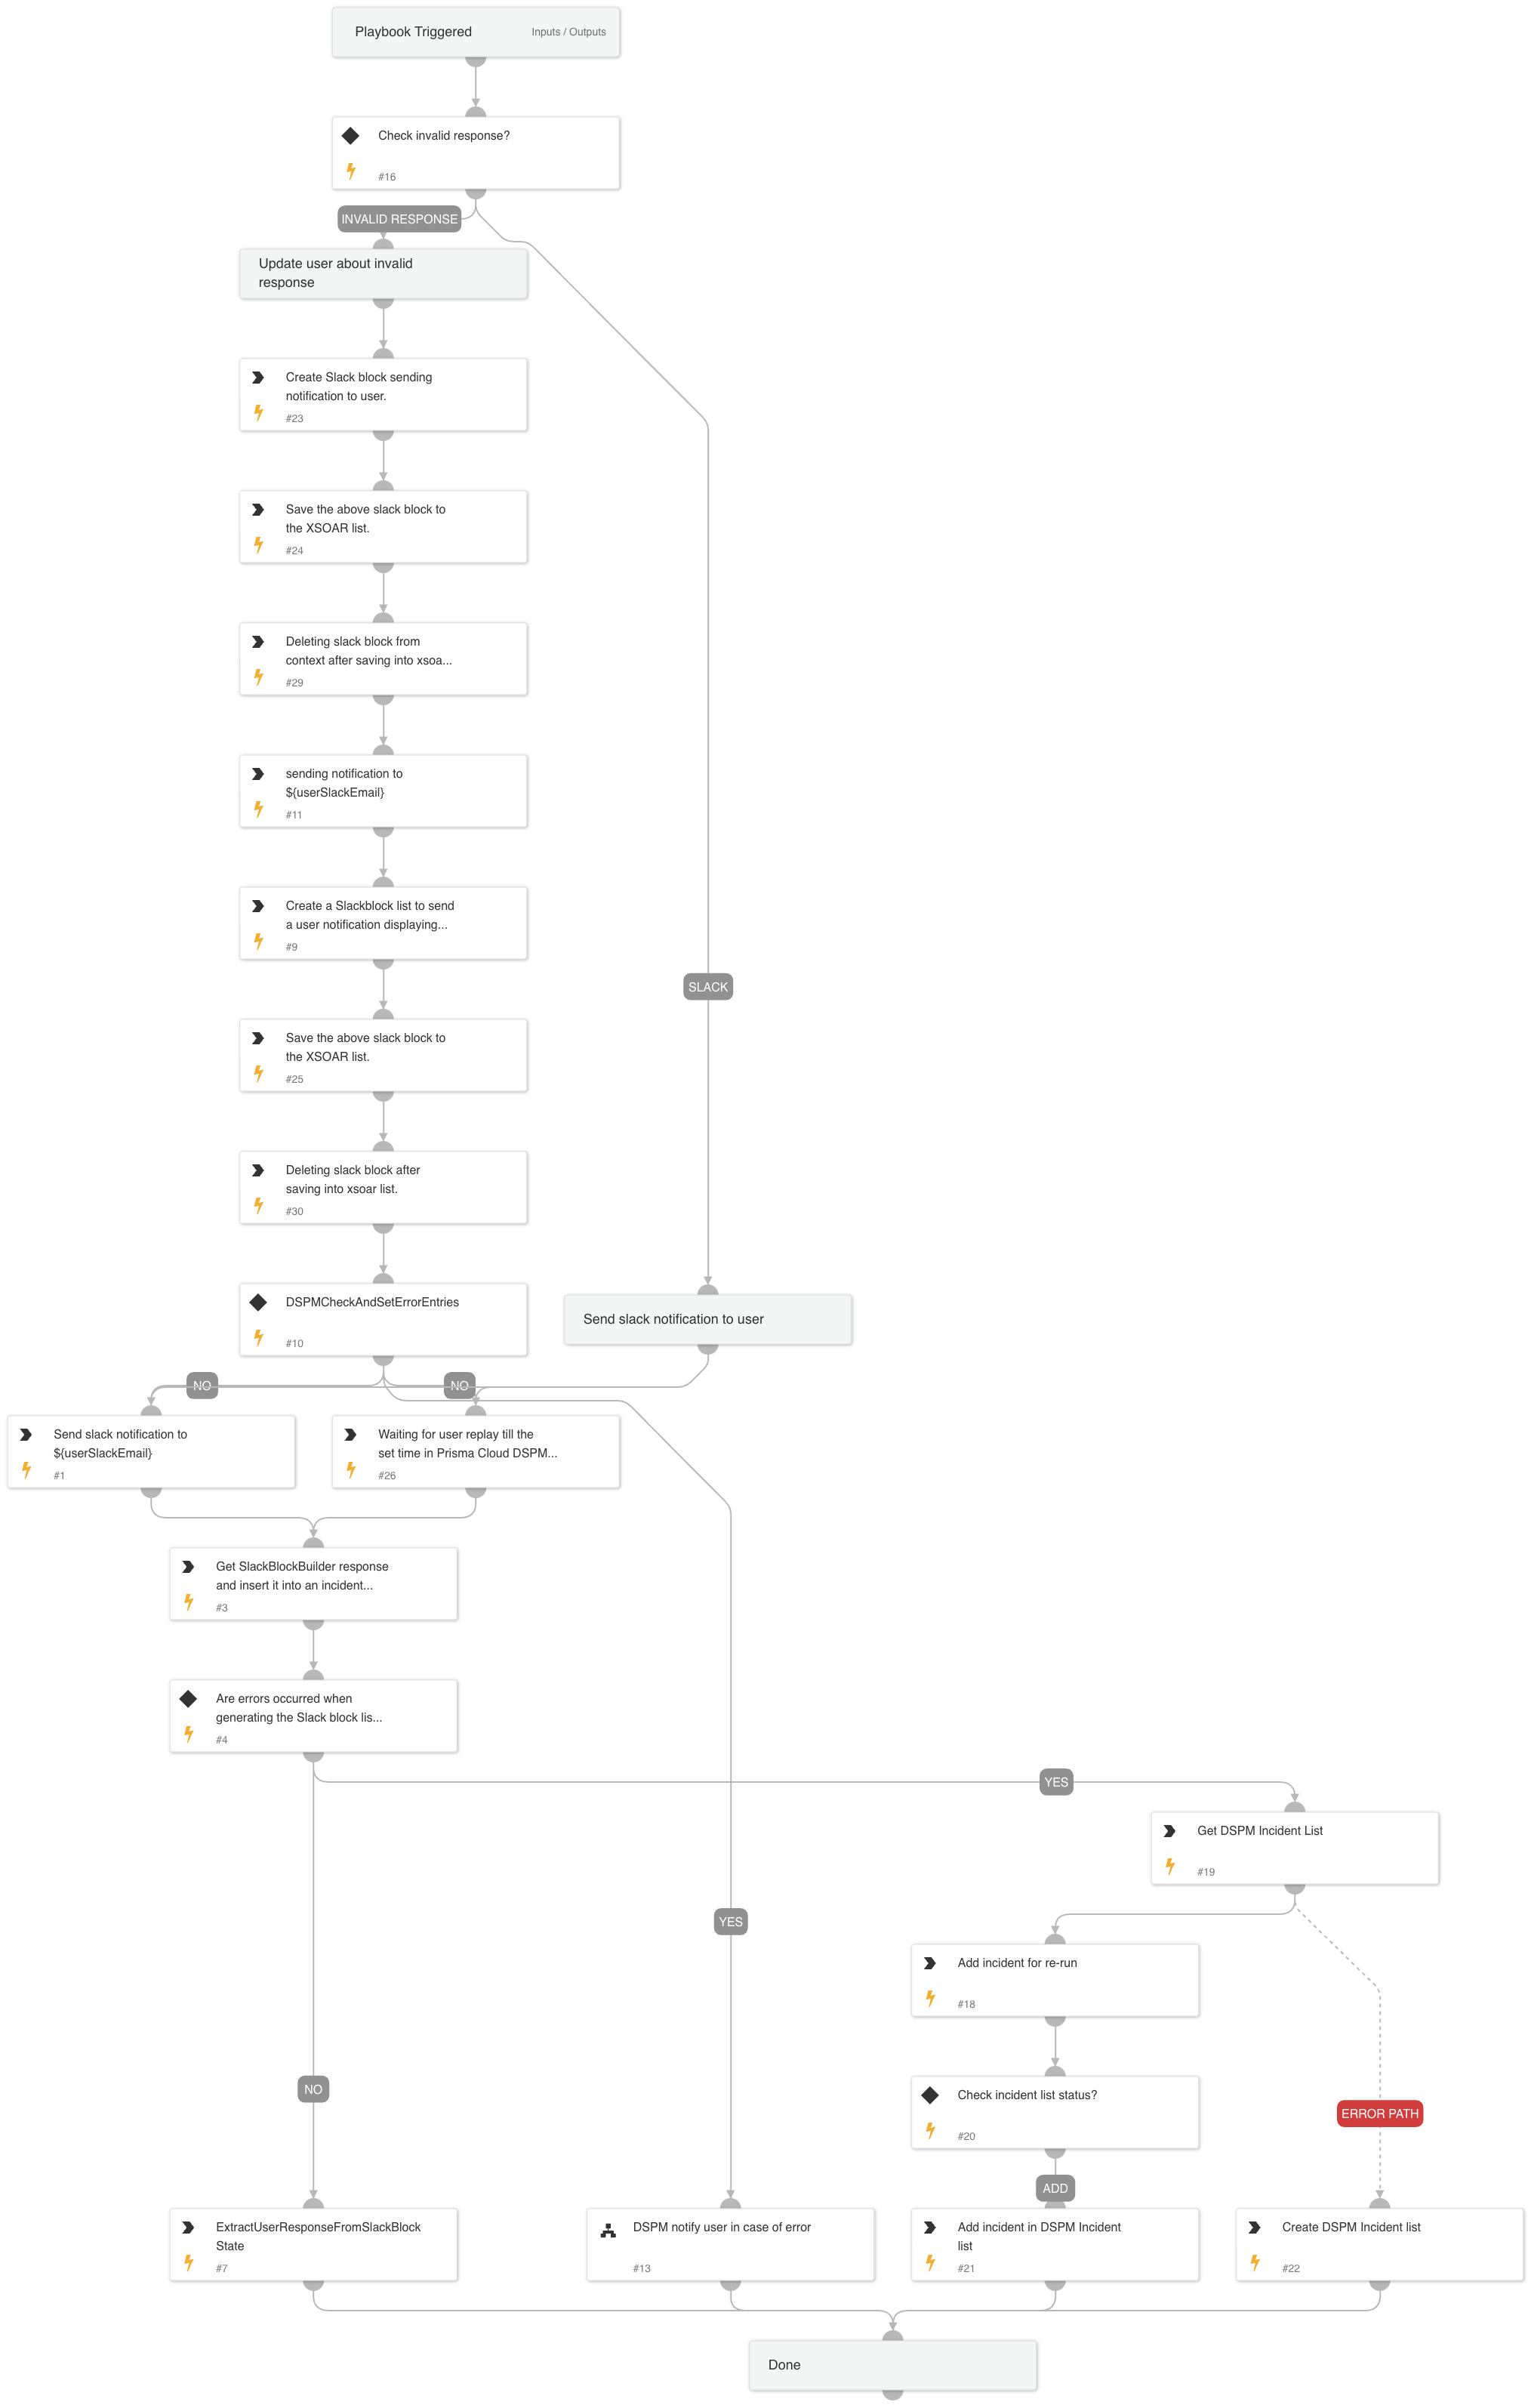 Playbook Triggered
Inputs / Outputs
Check invalid response?
#16
INVALID RESPONSE
Update user about invalid
response
Create Slack block sending
notification to user.
#23
Save the above slack block to
the XSOAR list.
#24
Deleting slack block from
context after saving into xsoa...
#29
sending notification to
${userSlackEmail}
#11
Create a Slackblock list to send
a user notification displaying...
#9
SLACK
Save the above slack block to
the XSOAR list.
#25
Deleting slack block after
saving into xsoar list.
#30
DSPMCheckAndSetErrorEntries
#10
Send slack notification to user
NO
NO
Send slack notification to
${userSlackEmail}
#1
Waiting for user replay till the
set time in Prisma Cloud DSPM...
#26
Get SlackBlockBuilder response
and insert it into an incident...
#3
Are errors occurred when
generating the Slack block lis...
#4
YES
Get DSPM Incident List
#19
YES
Add incident for re-run
#18
NO
Check incident list status?
#20
ERROR PATH
ADD
ExtractUserResponseFromSlackBlock
State
#7
DSPM notify user in case of error
#13
Add incident in DSPM Incident
list
#21
Create DSPM Incident list
#22
Done